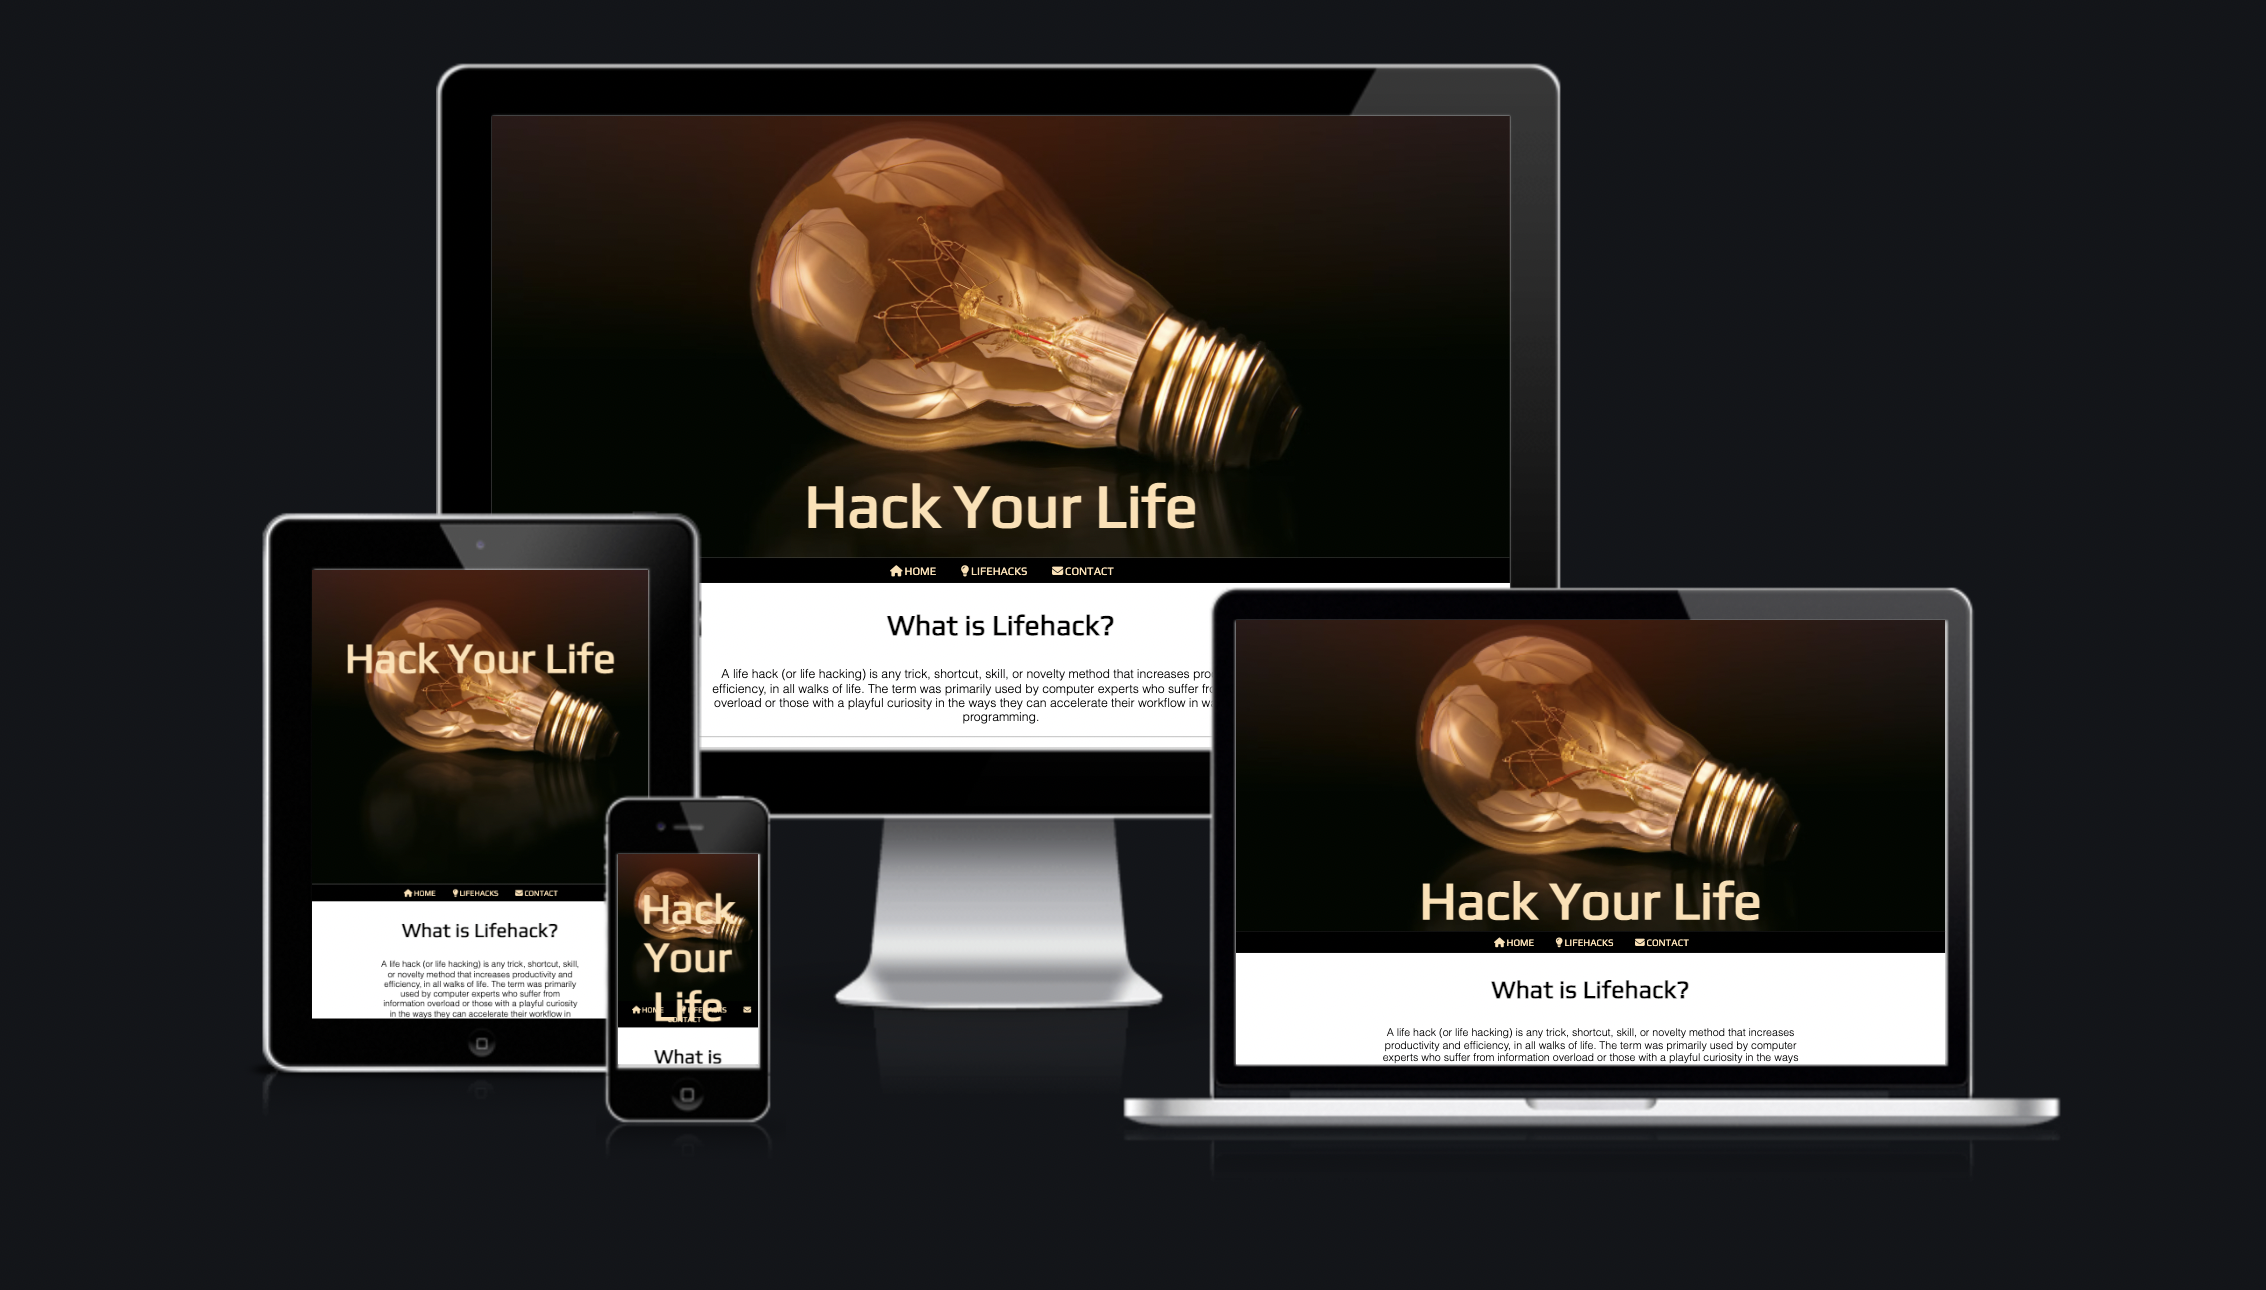 Hack Your Life
HOME LIFEHACKS CONTACT
What is Lifehack?
A life hack (or life hacking) is any trick, shortcut, skill, or novelty method that increases pro
efficiency, in all walks of life. The term was primarily used by computer experts who suffer fr
overload or those with a playful curiosity in the ways they can accelerate their workflow in w
programming.
Hack Your Life
HOME LIFEHACKS CONTACT
What is Lifehack?
A life hack (or life hacking) is any trick, shortcut, skill,
or novelty method that increases productivity and
efficiency, in all walks of life. The term was primarily
used by computer experts who suffer from
information overload or those with a playful curiosity
in the ways they can accelerate their workflow in
Hack
Your
Life
HOME LIFEHACKS
CONTACT
What is
Hack Your Life
HOME LIFEHACKS CONTACT
What is Lifehack?
A life hack (or life hacking) is any trick, shortcut, skill, or novelty method that increases
productivity and efficiency, in all walks of life. The term was primarily used by computer
experts who suffer from information overload or those with a playful curiosity in the ways